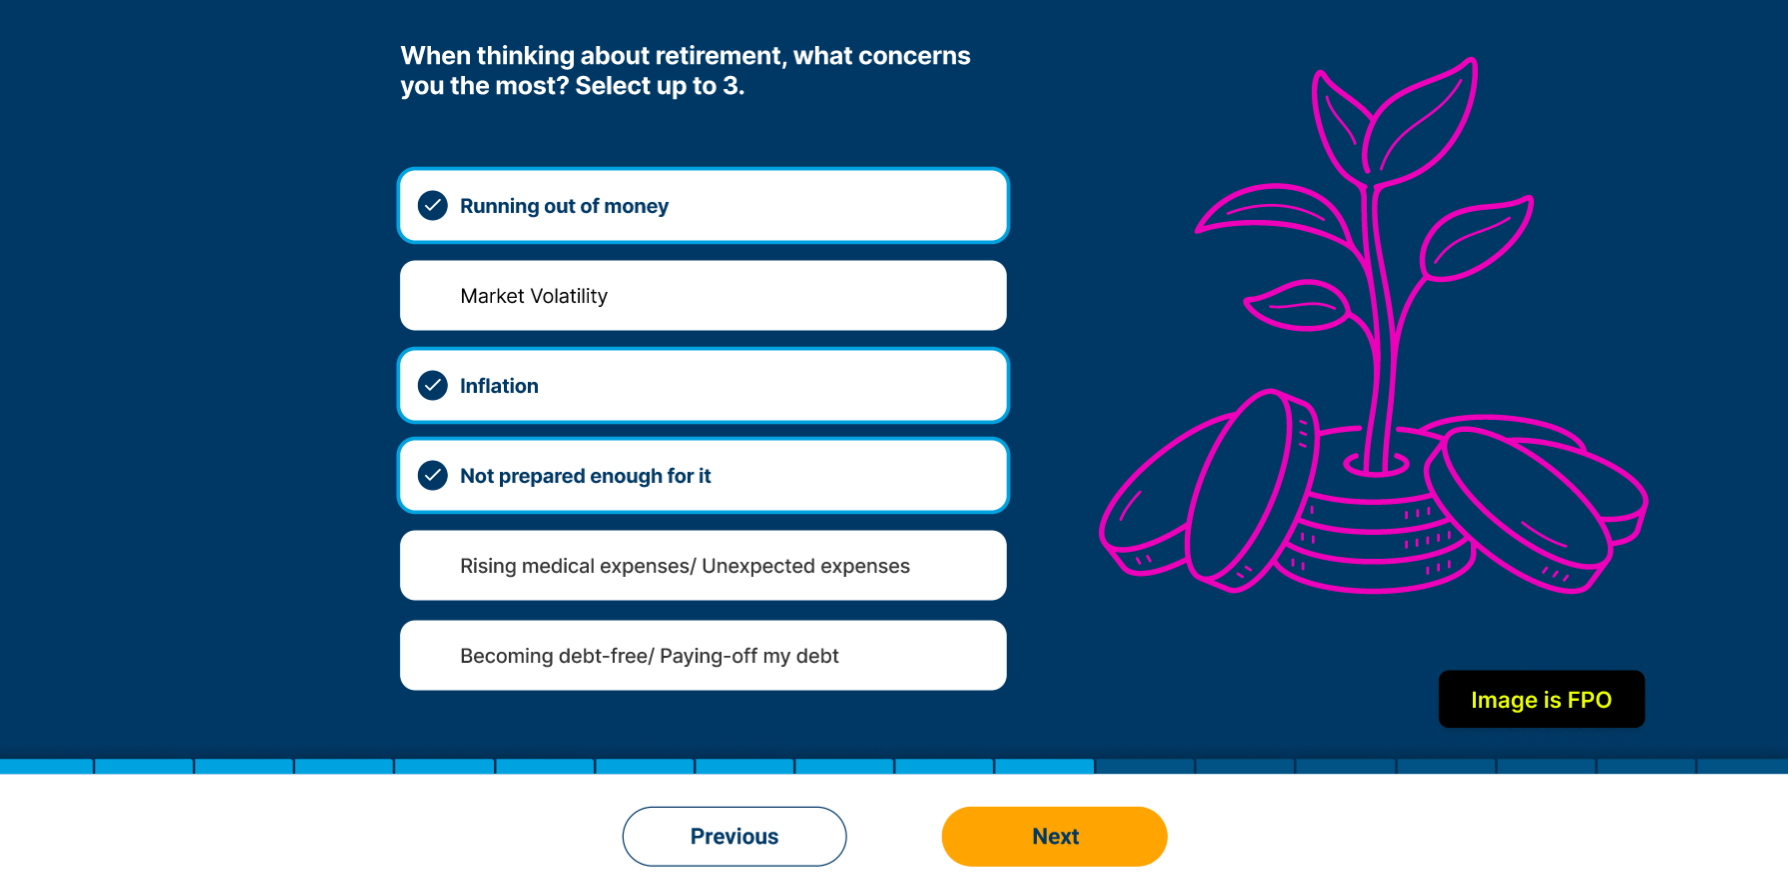 When thinking about retirement, what concerns
you the most? Select up to 3.
Running out of money
Market Volatility
Inflation
Not prepared enough for it
Rising medical expenses/ Unexpected expenses
Becoming debt-free/ Paying-off my debt
Image is FPO
Previous
Next